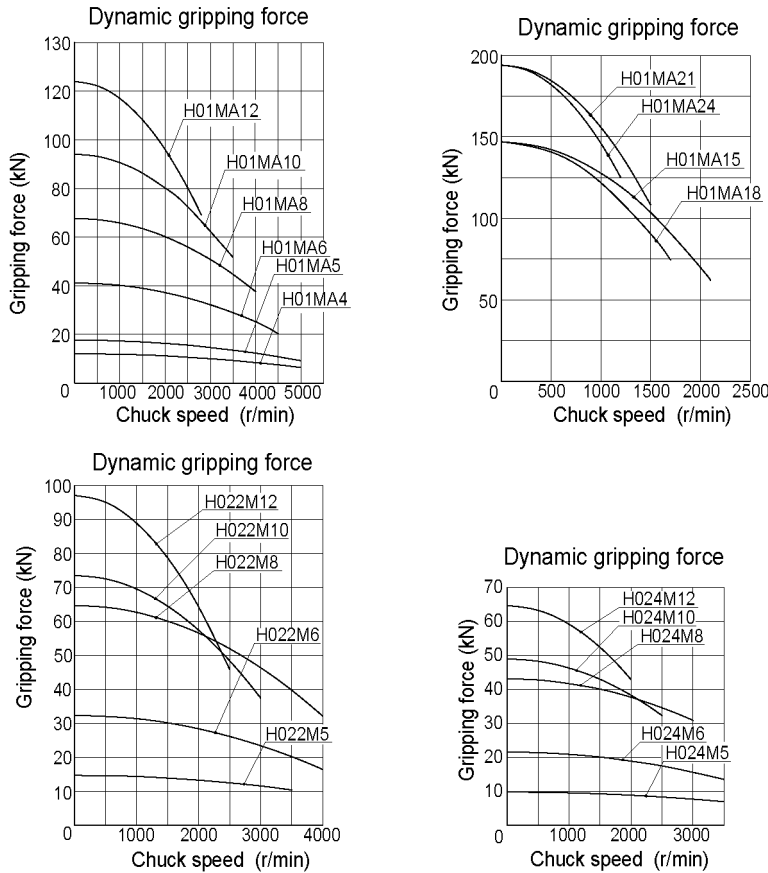 Dynamic gripping force
Gripping force (kN)
130
120
100
80
60
40
20
0
H01MA12
H01MA10
H01MA8
H01MA6
H01MA5
H01MA4
1000 2000 3000 4000 5000
Chuck speed (r/min)
Dynamic gripping force
Gripping force (kN)
200
150
100
50
0
H01MA21
H01MA24
H01MA15
H01MA18
500 1000 1500 2000 2500
Chuck speed (r/min)
Dynamic gripping force
Gripping force (kN)
100
90
80
70
60
50
40
30
20
10
0
H022M12
H022M10
H022M8
H022M6
H022M5
1000 2000 3000 4000
Chuck speed (r/min)
Dynamic gripping force
Gripping force (kN)
70
60
50
40
30
20
10
0
H024M12
H024M10
H024M8
H024M6
H024M5
1000 2000 3000
Chuck speed (r/min)